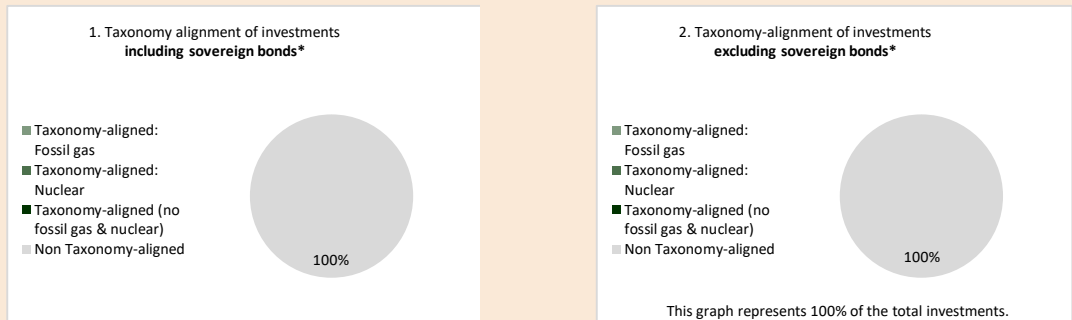 1. Taxonomy alignment of investments
including sovereign bonds*
Taxonomy-aligned:
Fossil gas
Taxonomy-aligned:
Nuclear
Taxonomy-aligned (no
fossil gas & nuclear)
Non Taxonomy-aligned
100%
2. Taxonomy-alignment of investments
excluding sovereign bonds*
Taxonomy-aligned:
Fossil gas
Taxonomy-aligned:
Nuclear
Taxonomy-aligned (no
fossil gas & nuclear)
Non Taxonomy-aligned
100%
This graph represents 100% of the total investments.